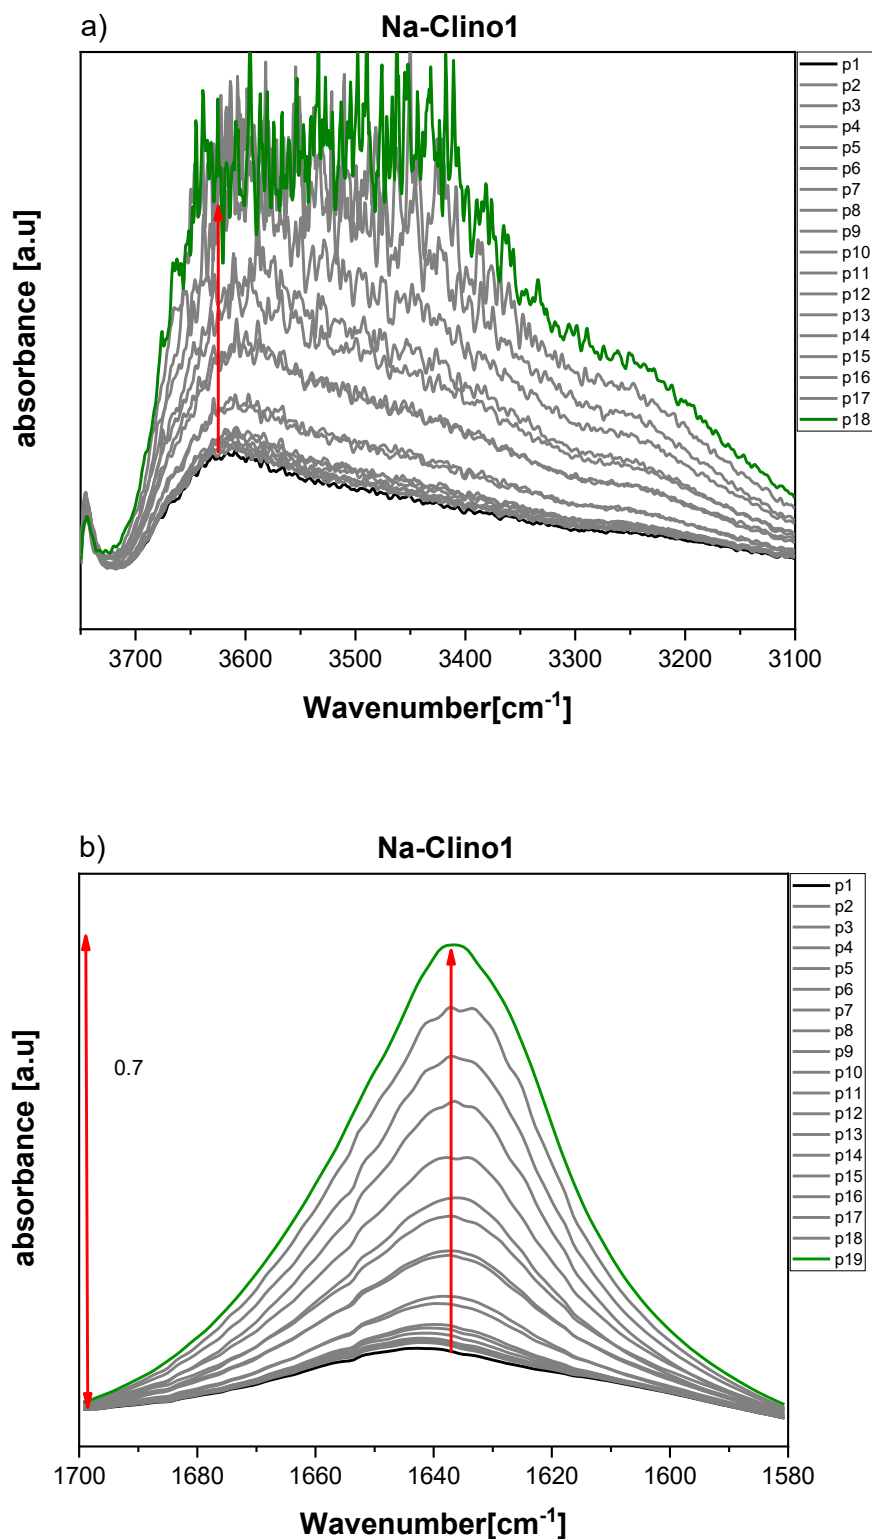 a)
Na-Clino1
absorbance [a.u]
p1
p2
p3
p4
p5
p6
p7
p8
p9
p10
p11
p12
p13
p14
p15
p16
p17
p18
3700 3600 3500 3400 3300 3200 3100
Wavenumber[cm-1]
b)
Na-Clino1
absorbance [a.u]
0.7
p1
p2
p3
p4
p5
p6
p7
p8
p9
p10
p11
p12
p13
p14
p15
p16
p17
p18
p19
1700 1680 1660 1640 1620 1600 1580
Wavenumber[cm-1]